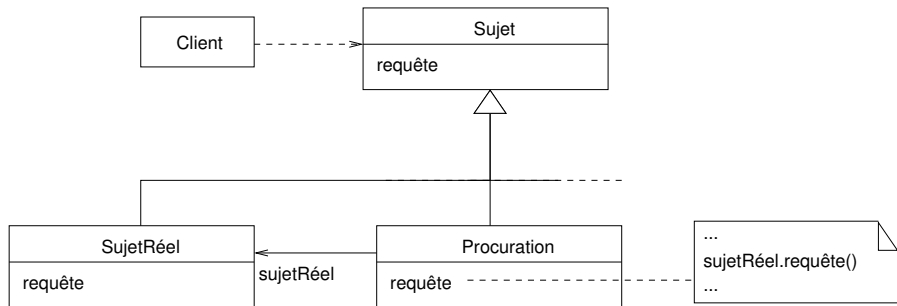 Client
Sujet
requête
SujetRéel
requête
sujetRéel
Procuration
requête
...
sujetRéel.requête()
...